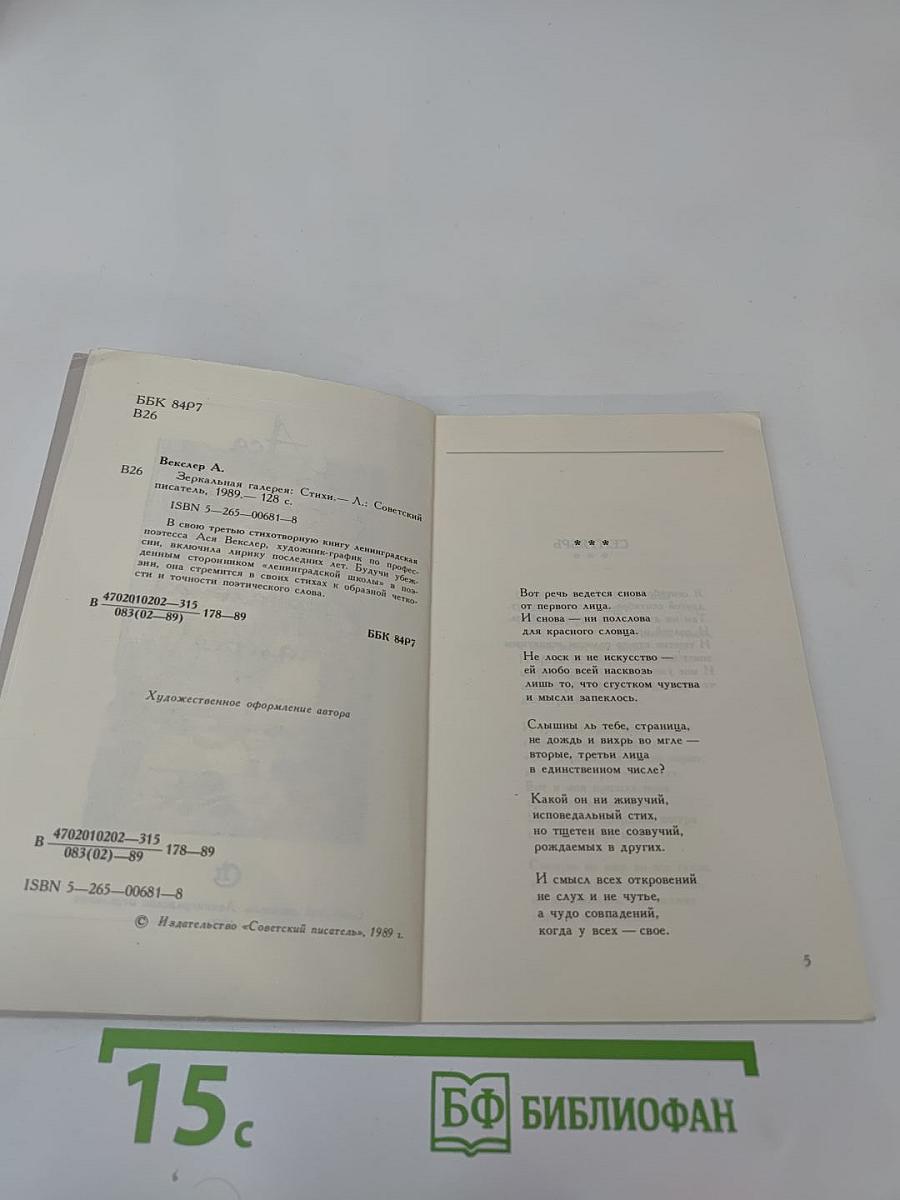 ББК 84Р7
В26
Векслер А.
В26 Зеркальная галерея: Стихи.— Л.: Советский
писатель, 1989.— 128 с.
ISBN 5—265—00681—8
В свою третью стихотворную книгу ленинградская
поэтесса Ася Векслер, художник-график по профес-
сии, включила лирику последних лет. Будучи убеж-
денным сторонником «ленинградской школы» в поэ-
зии, она стремится в своих стихах к образной четко-
сти и точности поэтического слова.
В 4702010202—315 178—89
083(02—89)
ББК 84Р7
Художественное оформление автора
В 4702010202—315 178—89
083(02)—89
ISBN 5—265—00681—8
© Издательство «Советский писатель», 1989 г.
* * *
Вот речь ведется снова
от первого лица.
И снова — ни полслова
для красного словца.
Не лоск и не искусство —
ей любо всей насквозь
лишь то, что сгустком чувства
и мысли запеклось.
Слышны ль тебе, страница,
не дождь и вихрь во мгле —
вторые, третьи лица
в единственном числе?
Какой он ни живучий,
исповедальный стих,
но тщетен вне созвучий,
рождаемых в других.
И смысл всех откровений
не слух и не чутье,
а чудо совпадений,
когда у всех — свое.
5
15 с
БФ БИБЛИОФАН